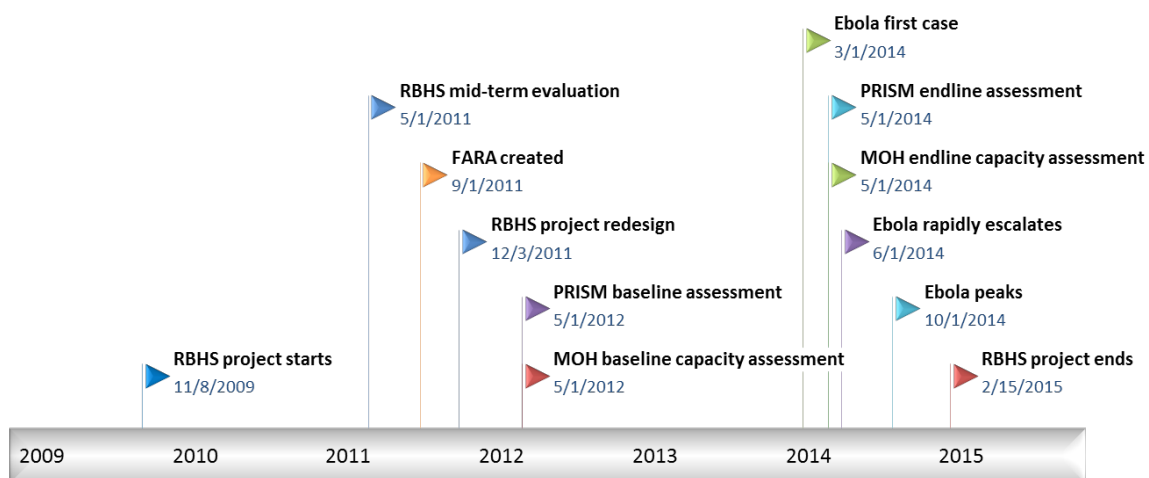 Ebola first case
3/1/2014
RBHS mid-term evaluation
5/1/2011
PRISM endline assessment
5/1/2014
FARA created
9/1/2011
MOH endline capacity assessment
5/1/2014
RBHS project redesign
12/3/2011
Ebola rapidly escalates
6/1/2014
PRISM baseline assessment
5/1/2012
Ebola peaks
10/1/2014
RBHS project starts
11/8/2009
MOH baseline capacity assessment
5/1/2012
RBHS project ends
2/15/2015
2009 2010 2011 2012 2013 2014 2015